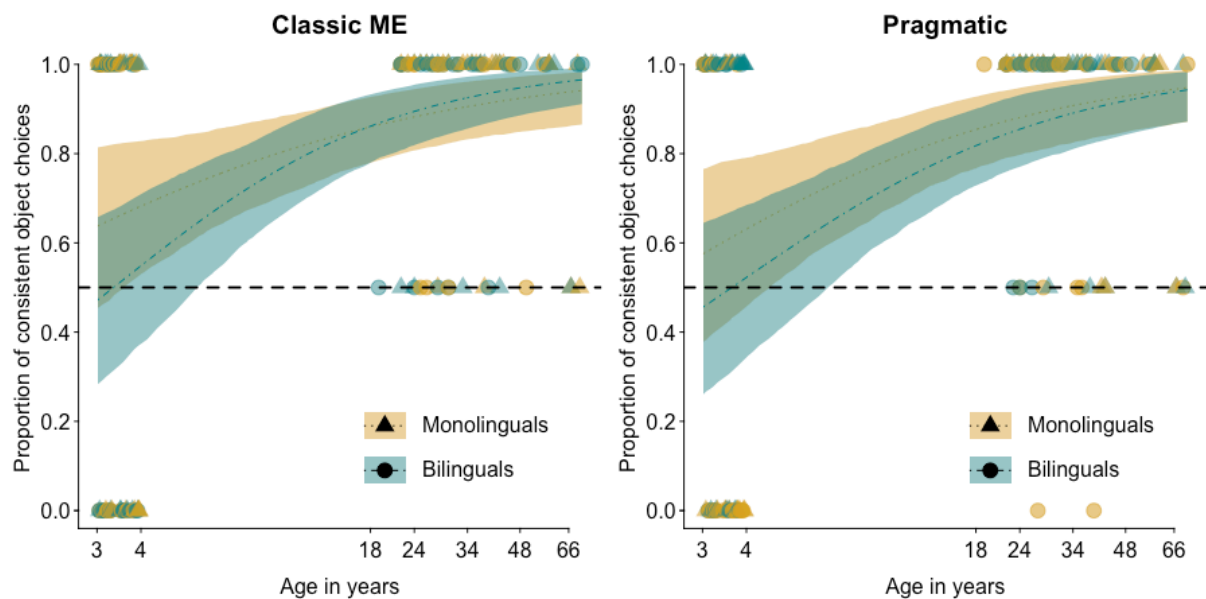 Classic ME
Proportion of consistent object choices
1.0
0.8
0.6
0.4
0.2
0.0
Monolinguals
Bilinguals
3 4 18 24 34 48 66
Age in years
Pragmatic
Proportion of consistent object choices
1.0
0.8
0.6
0.4
0.2
0.0
Monolinguals
Bilinguals
3 4 18 24 34 48 66
Age in years